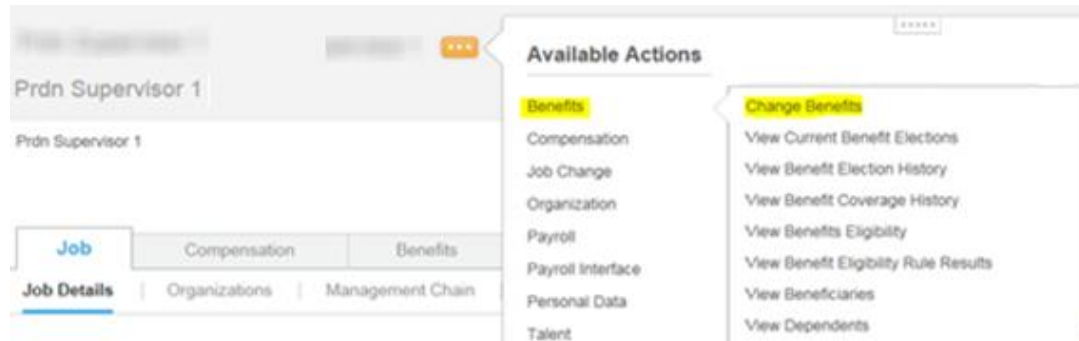 Prdn Supervisor 1
Prdn Supervisor 1
Job
Compensation
Benefits
Job Details
Organizations
Management Chain
Available Actions
Benefits
Compensation
Job Change
Organization
Payroll
Payroll Interface
Personal Data
Talent
Change Benefits
View Current Benefit Elections
View Benefit Election History
View Benefit Coverage History
View Benefits Eligibility
View Benefit Eligibility Rule Results
View Beneficiaries
View Dependents